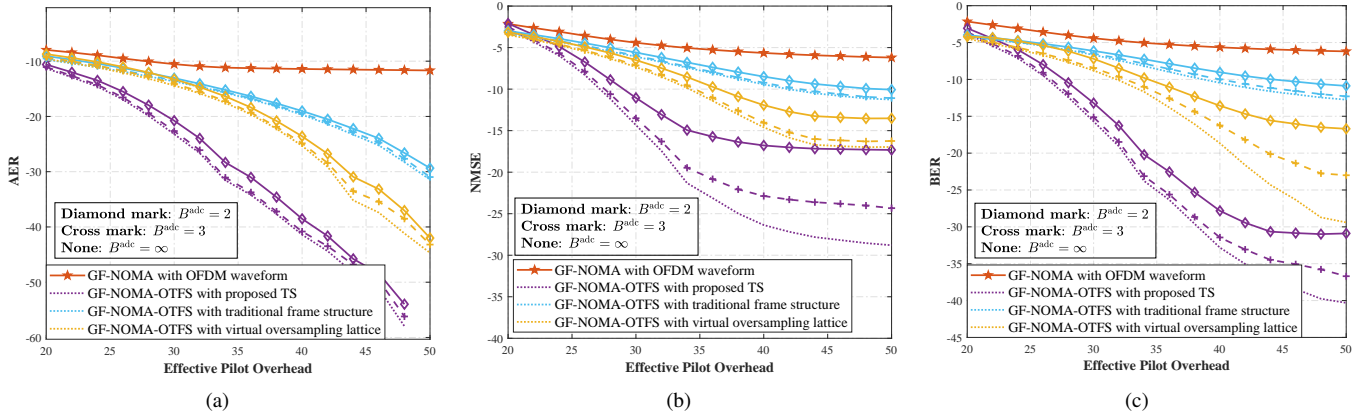 AER
-10
-20
-30
-40
-50
-60
20
25
30
35
40
45
50
Effective Pilot Overhead
Diamond mark: B^adc = 2
Cross mark: B^adc = 3
None: B^adc = ∞
GF-NOMA with OFDM waveform
GF-NOMA-OTFS with proposed TS
GF-NOMA-OTFS with traditional frame structure
GF-NOMA-OTFS with virtual oversampling lattice
(a)
NMSE
0
-5
-10
-15
-20
-25
-30
-35
-40
20
25
30
35
40
45
50
Effective Pilot Overhead
Diamond mark: B^adc = 2
Cross mark: B^adc = 3
None: B^adc = ∞
GF-NOMA with OFDM waveform
GF-NOMA-OTFS with proposed TS
GF-NOMA-OTFS with traditional frame structure
GF-NOMA-OTFS with virtual oversampling lattice
(b)
BER
0
-5
-10
-15
-20
-25
-30
-35
-40
-45
20
25
30
35
40
45
50
Effective Pilot Overhead
Diamond mark: B^adc = 2
Cross mark: B^adc = 3
None: B^adc = ∞
GF-NOMA with OFDM waveform
GF-NOMA-OTFS with proposed TS
GF-NOMA-OTFS with traditional frame structure
GF-NOMA-OTFS with virtual oversampling lattice
(c)